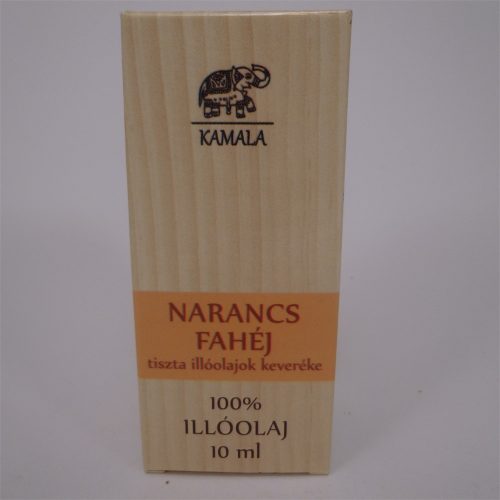 KAMALA
NARANCS
FAHÉJ
tiszta illóolajok keveréke
100%
ILLÓOLAJ
10 ml